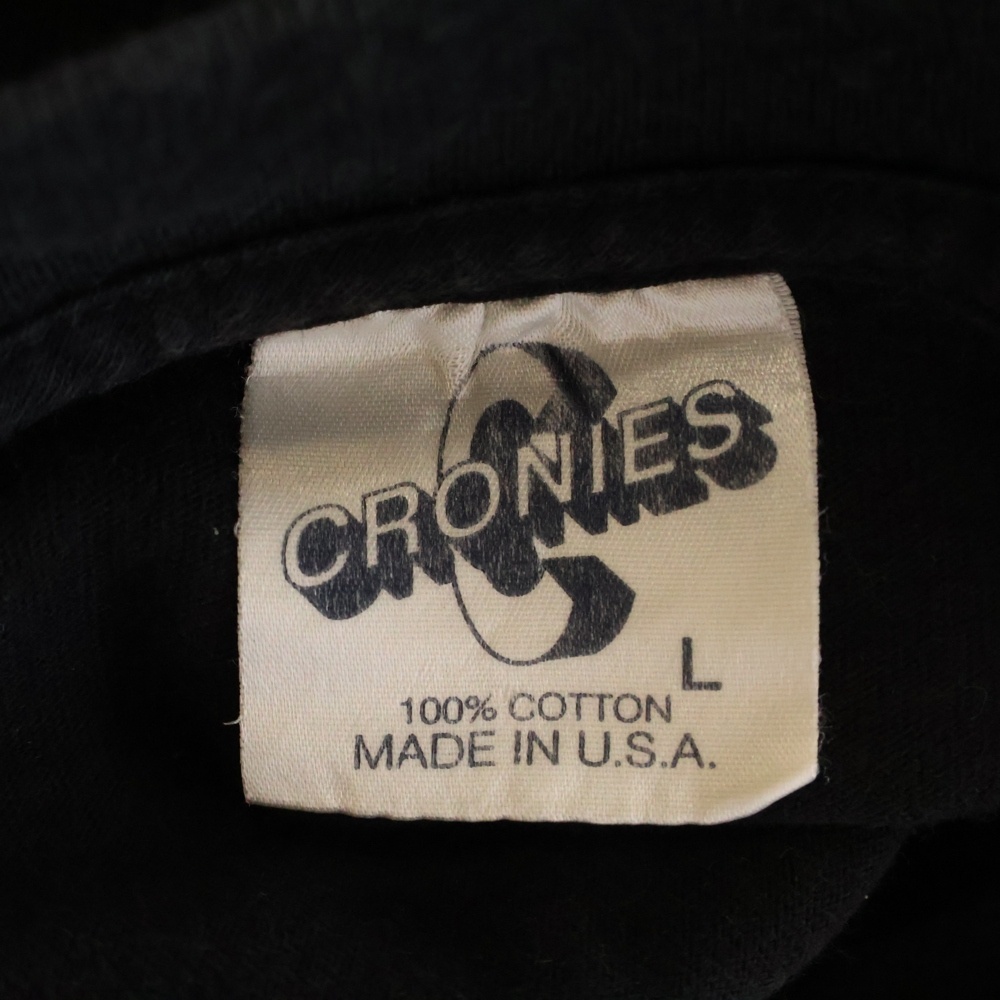 C
CRONIES
L
100% COTTON
MADE IN U.S.A.